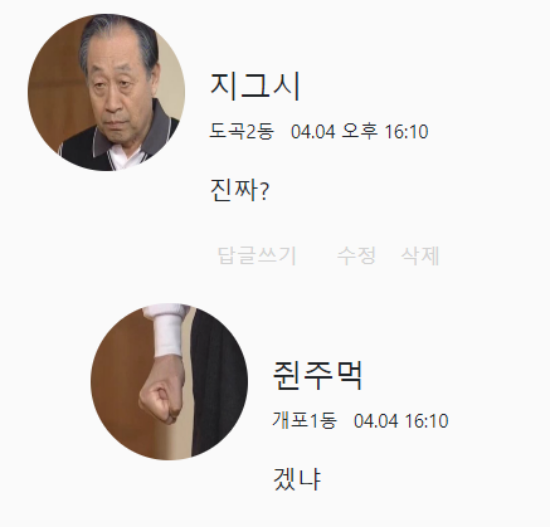 지그시
도곡2동 04.04 오후 16:10
진짜?
답글쓰기 수정 삭제
쥔주먹
개포1동 04.04 16:10
겠냐